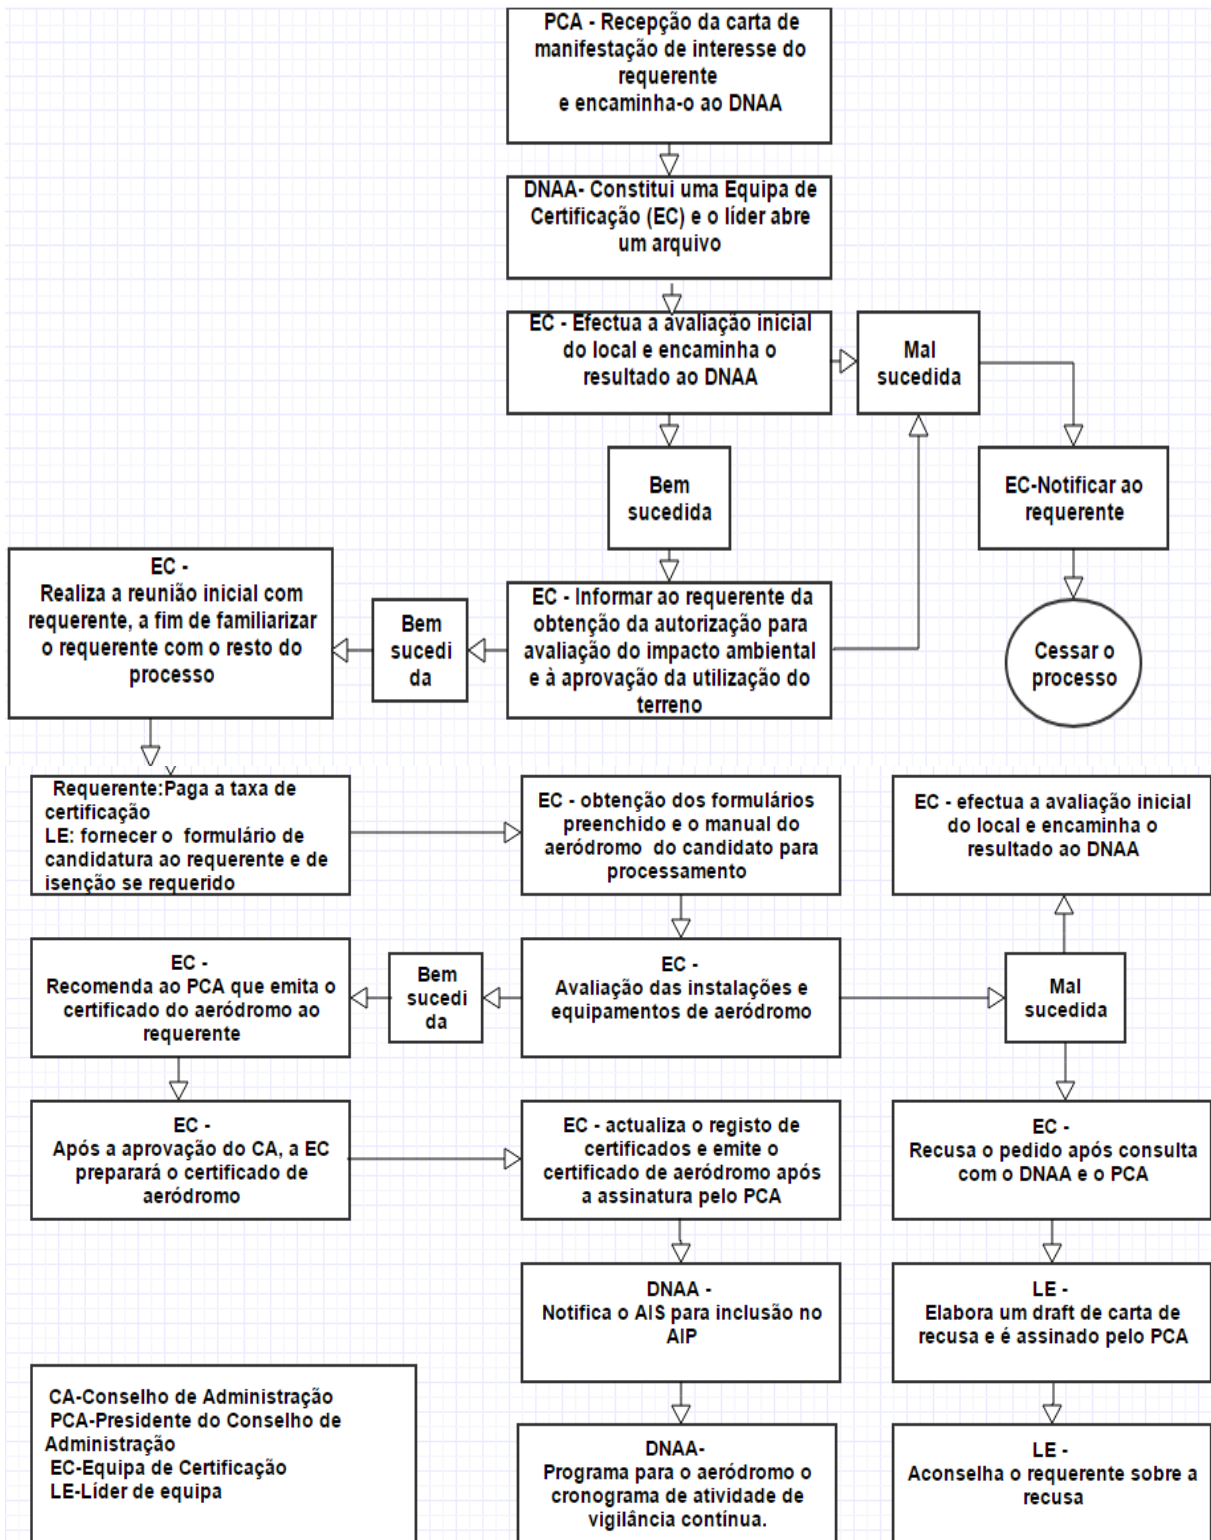 PCA - Recepção da carta de
manifestação de interesse do
requerente
e encaminha-o ao DNAA
DNAA- Constitui uma Equipa de
Certificação (EC) e o líder abre
um arquivo
EC - Efectua a avaliação inicial
do local e encaminha o
resultado ao DNAA
Mal
sucedida
Bem
sucedida
EC-Notificar ao
requerente
EC -
Realiza a reunião inicial com
requerente, a fim de familiarizar
o requerente com o resto do
processo
Bem
sucedi
da
EC - Informar ao requerente da
obtenção da autorização para
avaliação do impacto ambiental
e à aprovação da utilização do
terreno
Cessar o
processo
Requerente:Paga a taxa de
certificação
LE: fornecer o formulário de
candidatura ao requerente e de
isenção se requerido
EC - obtenção dos formulários
preenchido e o manual do
aeródromo do candidato para
processamento
EC - efectua a avaliação inicial
do local e encaminha o
resultado ao DNAA
EC -
Recomenda ao PCA que emita o
certificado do aeródromo ao
requerente
Bem
sucedi
da
EC -
Avaliação das instalações e
equipamentos de aeródromo
Mal
sucedida
EC -
Após a aprovação do CA, a EC
preparará o certificado de
aeródromo
EC - actualiza o registo de
certificados e emite o
certificado de aeródromo após
a assinatura pelo PCA
EC -
Recusa o pedido após consulta
com o DNAA e o PCA
DNAA -
Notifica o AIS para inclusão no
AIP
LE -
Elabora um draft de carta de
recusa e é assinado pelo PCA
CA-Conselho de Administração
PCA-Presidente do Conselho de
Administração
EC-Equipa de Certificação
LE-Líder de equipa
DNAA-
Programa para o aeródromo o
cronograma de atividade de
vigilância contínua.
LE -
Aconselha o requerente sobre a
recusa